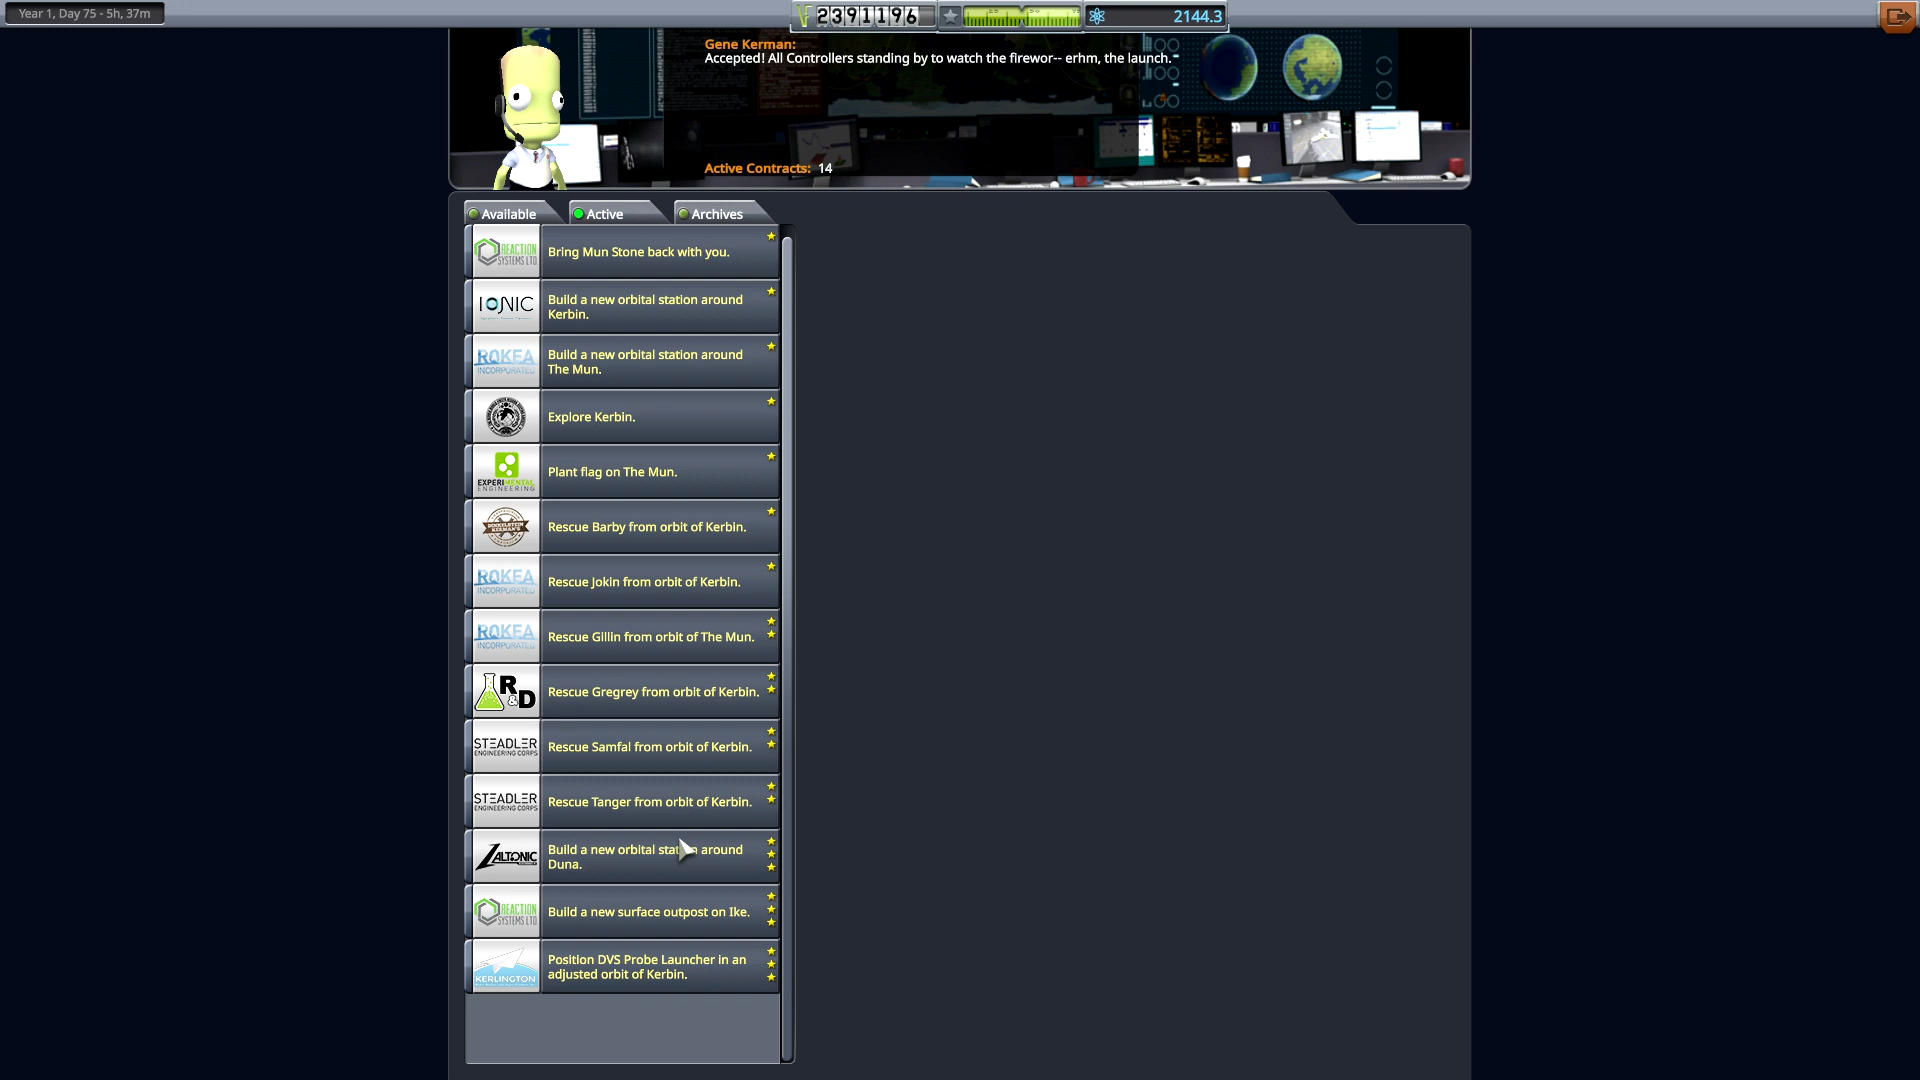 Year 1, Day 75 - 5h, 37m
2391196
2144.3
Gene Kerman:
Accepted! All Controllers standing by to watch the firewor-- erhm, the launch.
Active Contracts: 14
Available
Active
Archives
REACTION
SYSTEMS LTD
Bring Mun Stone back with you.
IONIC
Build a new orbital station around
Kerbin.
ROKEA
INCORPORATED
Build a new orbital station around
The Mun.
Explore Kerbin.
EXPERIMENTAL
ENGINEERING
Plant flag on The Mun.
Rescue Barby from orbit of Kerbin.
ROKEA
INCORPORATED
Rescue Jokin from orbit of Kerbin.
ROKEA
INCORPORATED
Rescue Gillin from orbit of The Mun.
R&D
Rescue Gregrey from orbit of Kerbin.
STEADLER
ENGINEERING CORPS
Rescue Samfal from orbit of Kerbin.
STEADLER
ENGINEERING CORPS
Rescue Tanger from orbit of Kerbin.
ZALTONIC
Build a new orbital station around
Duna.
REACTION
SYSTEMS LTD
Build a new surface outpost on Ike.
KERLINGTON
Position DVS Probe Launcher in an
adjusted orbit of Kerbin.